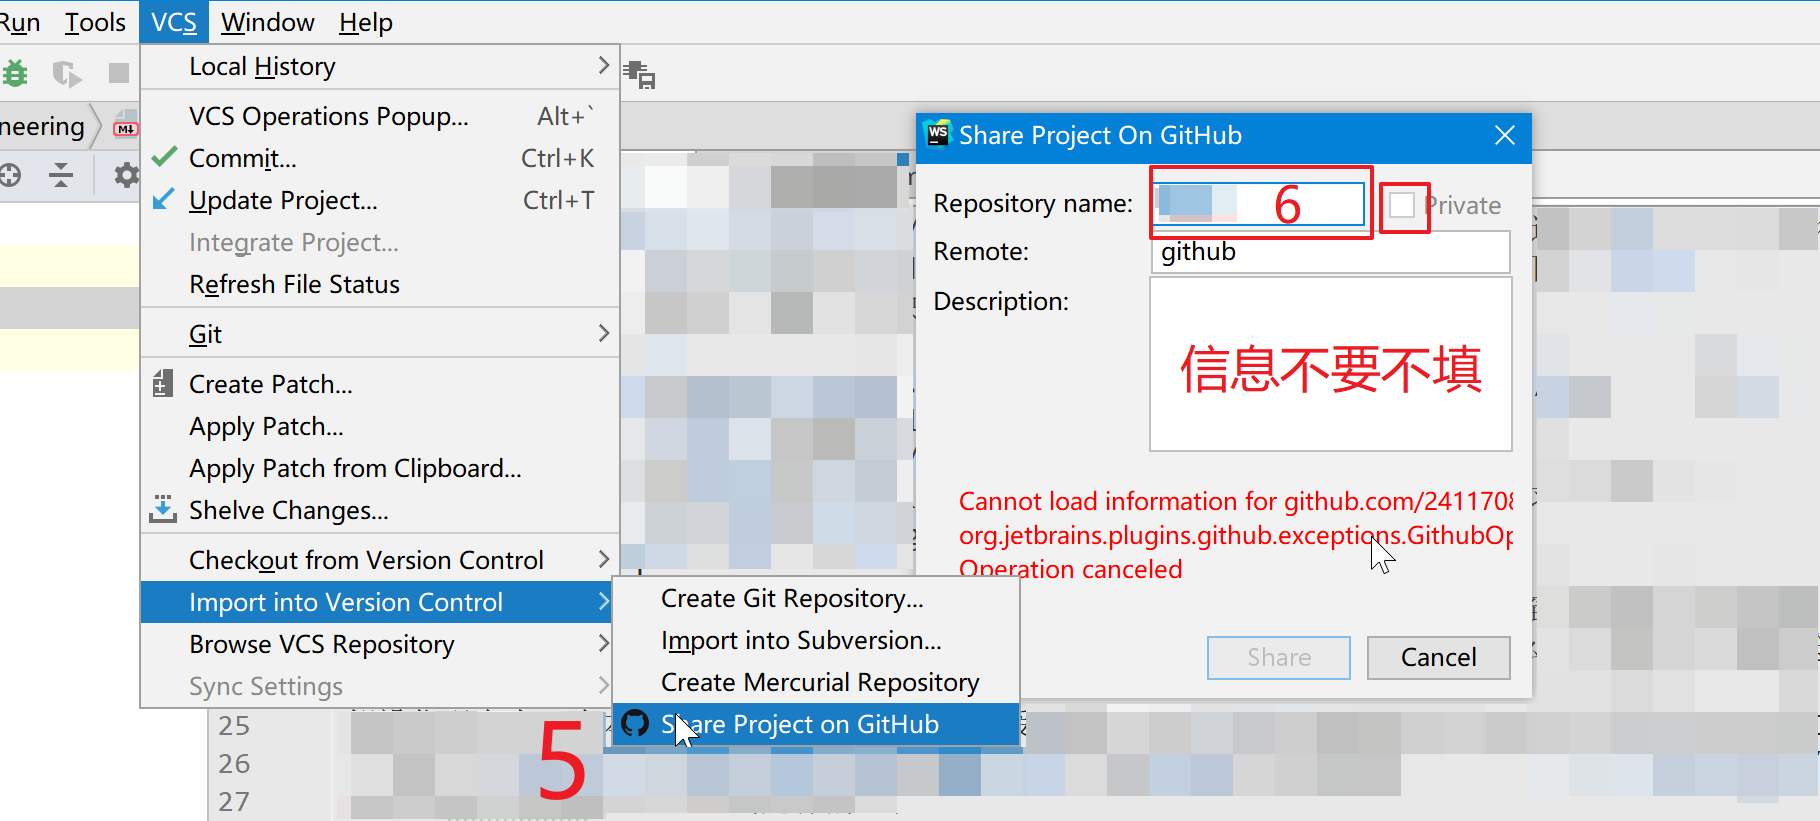 Run Tools VCS Window Help
Local History
VCS Operations Popup... Alt+`
Commit... Ctrl+K
Update Project... Ctrl+T
Integrate Project...
Refresh File Status
Git
Create Patch...
Apply Patch...
Apply Patch from Clipboard...
Shelve Changes...
Checkout from Version Control
Import into Version Control
Browse VCS Repository
Sync Settings
neering
M↓
Create Git Repository...
Import into Subversion...
Create Mercurial Repository
Share Project on GitHub
5
25
26
27
WS Share Project On GitHub
Repository name: 6 Private
Remote: github
Description:
信息不要不填
Cannot load information for github.com/241170
org.jetbrains.plugins.github.exceptions.GithubOp
Operation canceled
Share Cancel